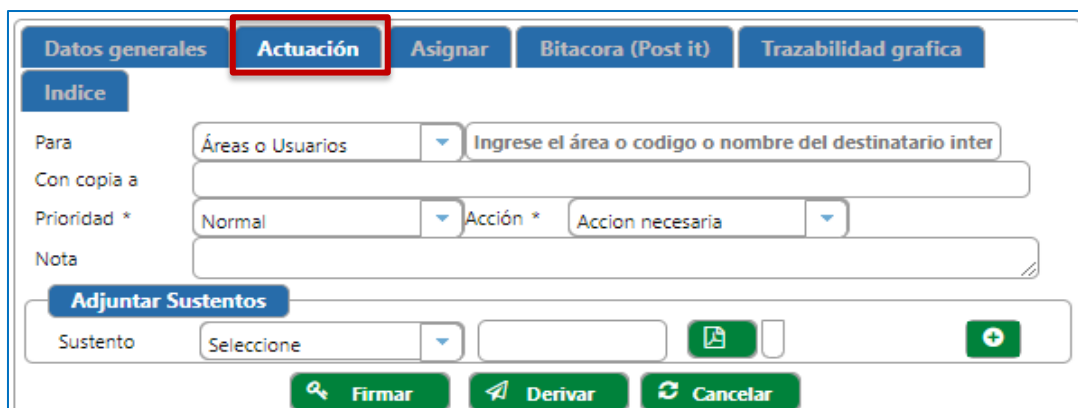 Datos generales Actuación Asignar Bitacora (Post it) Trazabilidad grafica
Indice
Para Áreas o Usuarios Ingrese el área o codigo o nombre del destinatario inter
Con copia a
Prioridad * Normal Acción * Accion necesaria
Nota
Adjuntar Sustentos
Sustento Seleccione
Firmar Derivar Cancelar